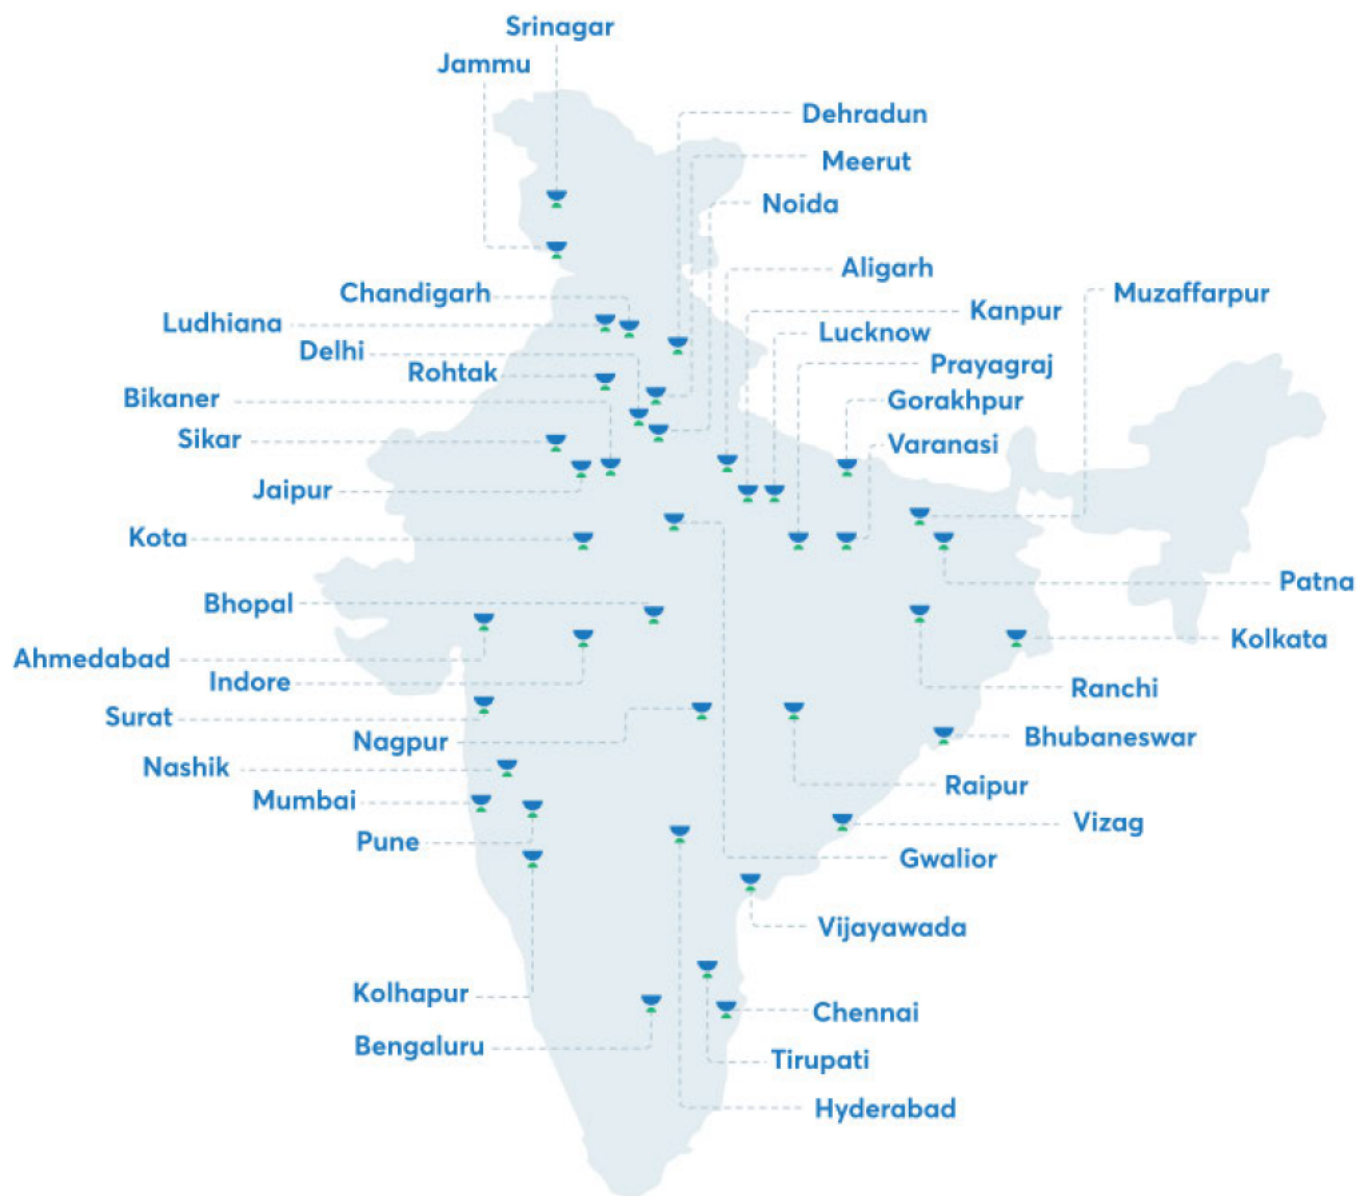 Srinagar
Jammu
Dehradun
Meerut
Noida
Aligarh
Chandigarh
Muzaffarpur
Kanpur
Ludhiana
Lucknow
Delhi
Prayagraj
Rohtak
Bikaner
Gorakhpur
Sikar
Varanasi
Jaipur
Kota
Patna
Bhopal
Kolkata
Ahmedabad
Indore
Ranchi
Surat
Bhubaneswar
Nagpur
Nashik
Raipur
Mumbai
Vizag
Pune
Gwalior
Vijayawada
Kolhapur
Chennai
Bengaluru
Tirupati
Hyderabad